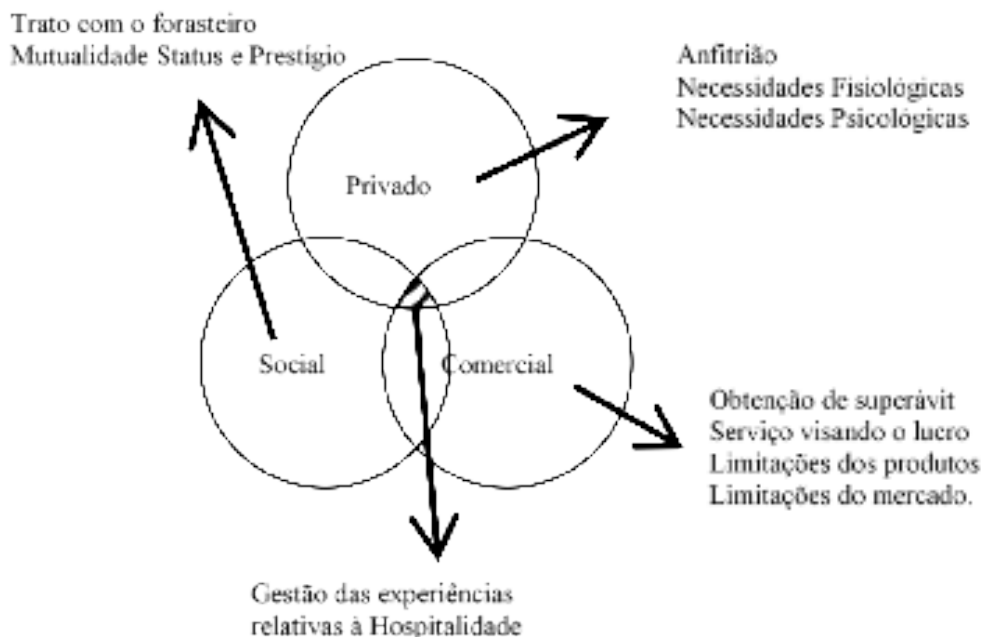 Trato com o forasteiro
Mutualidade Status e Prestígio
Anfitrião
Necessidades Fisiológicas
Necessidades Psicológicas
Privado
Social
Comercial
Obtenção de superávit
Serviço visando o lucro
Limitações dos produtos
Limitações do mercado.
Gestão das experiências
relativas à Hospitalidade